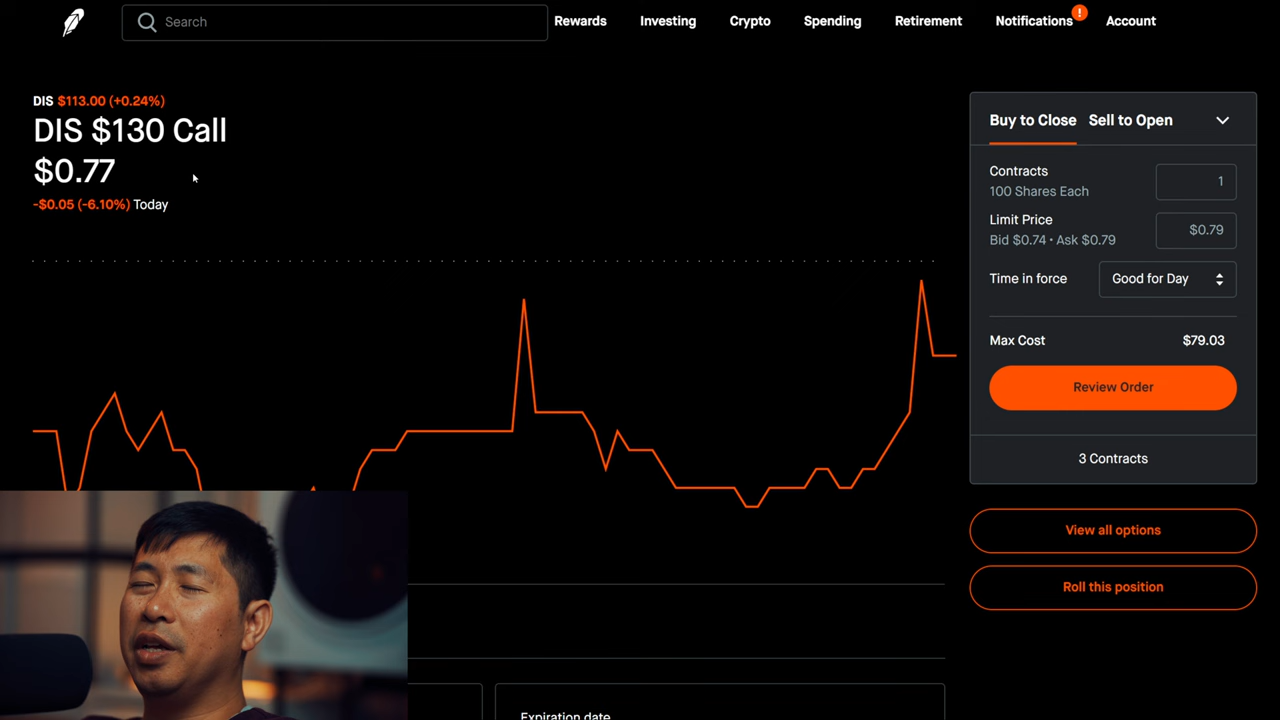 Search
Rewards
Investing
Crypto
Spending
Retirement
Notifications
!
Account
DIS $113.00 (+0.24%)
DIS $130 Call
$0.77
-$0.05 (-6.10%) Today
Buy to Close
Sell to Open
Contracts
1
100 Shares Each
Limit Price
$0.79
Bid $0.74 • Ask $0.79
Time in force
Good for Day
Max Cost
$79.03
Review Order
3 Contracts
View all options
Roll this position
Expiration date